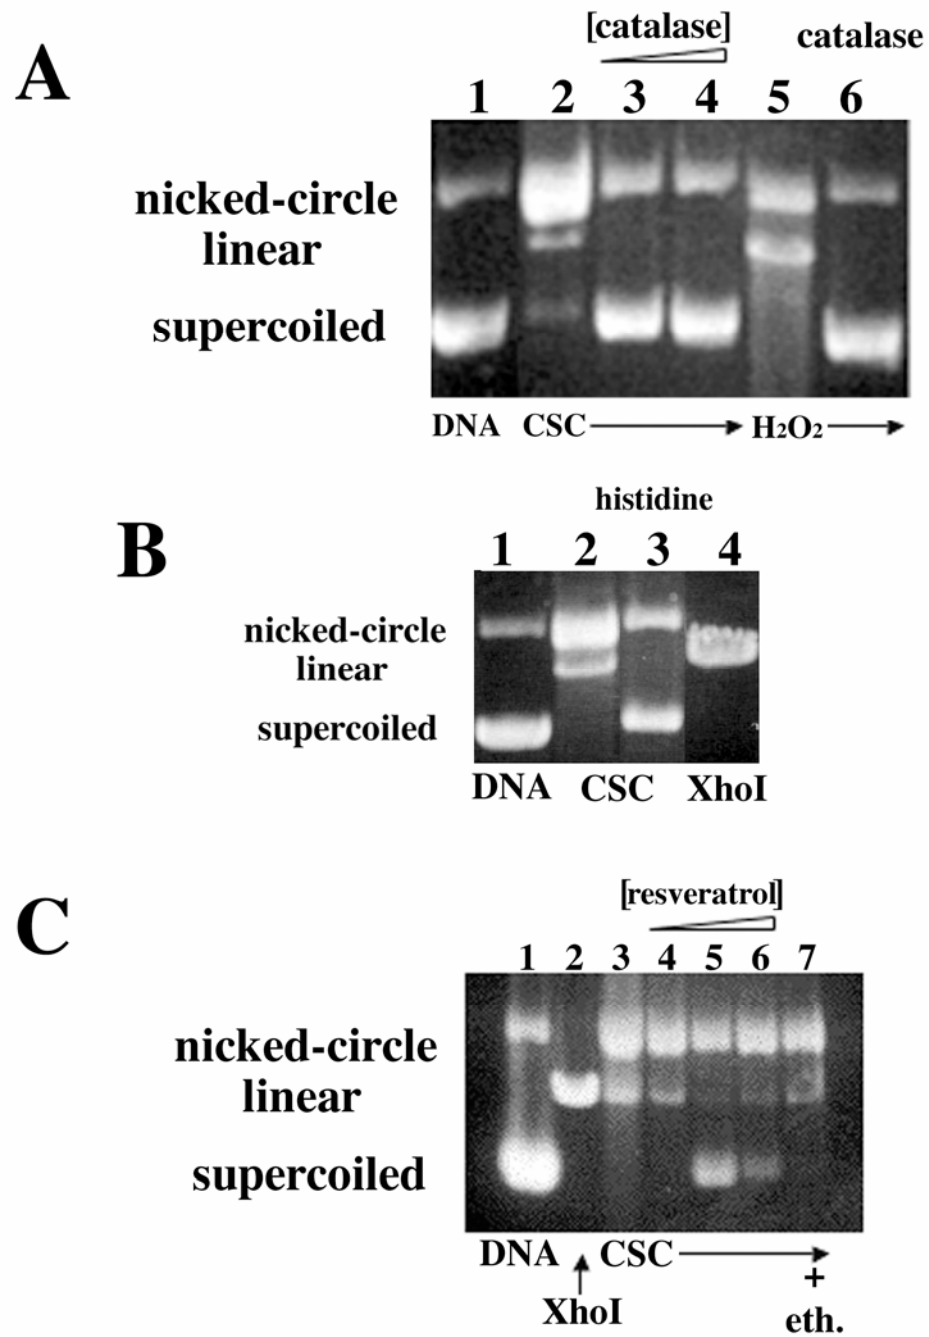 [catalase] catalase
A
1 2 3 4 5 6
nicked-circle
linear
supercoiled
DNA CSC H2O2
histidine
B
1 2 3 4
nicked-circle
linear
supercoiled
DNA CSC XhoI
[resveratrol]
C
1 2 3 4 5 6 7
nicked-circle
linear
supercoiled
DNA CSC
+
XhoI
eth.